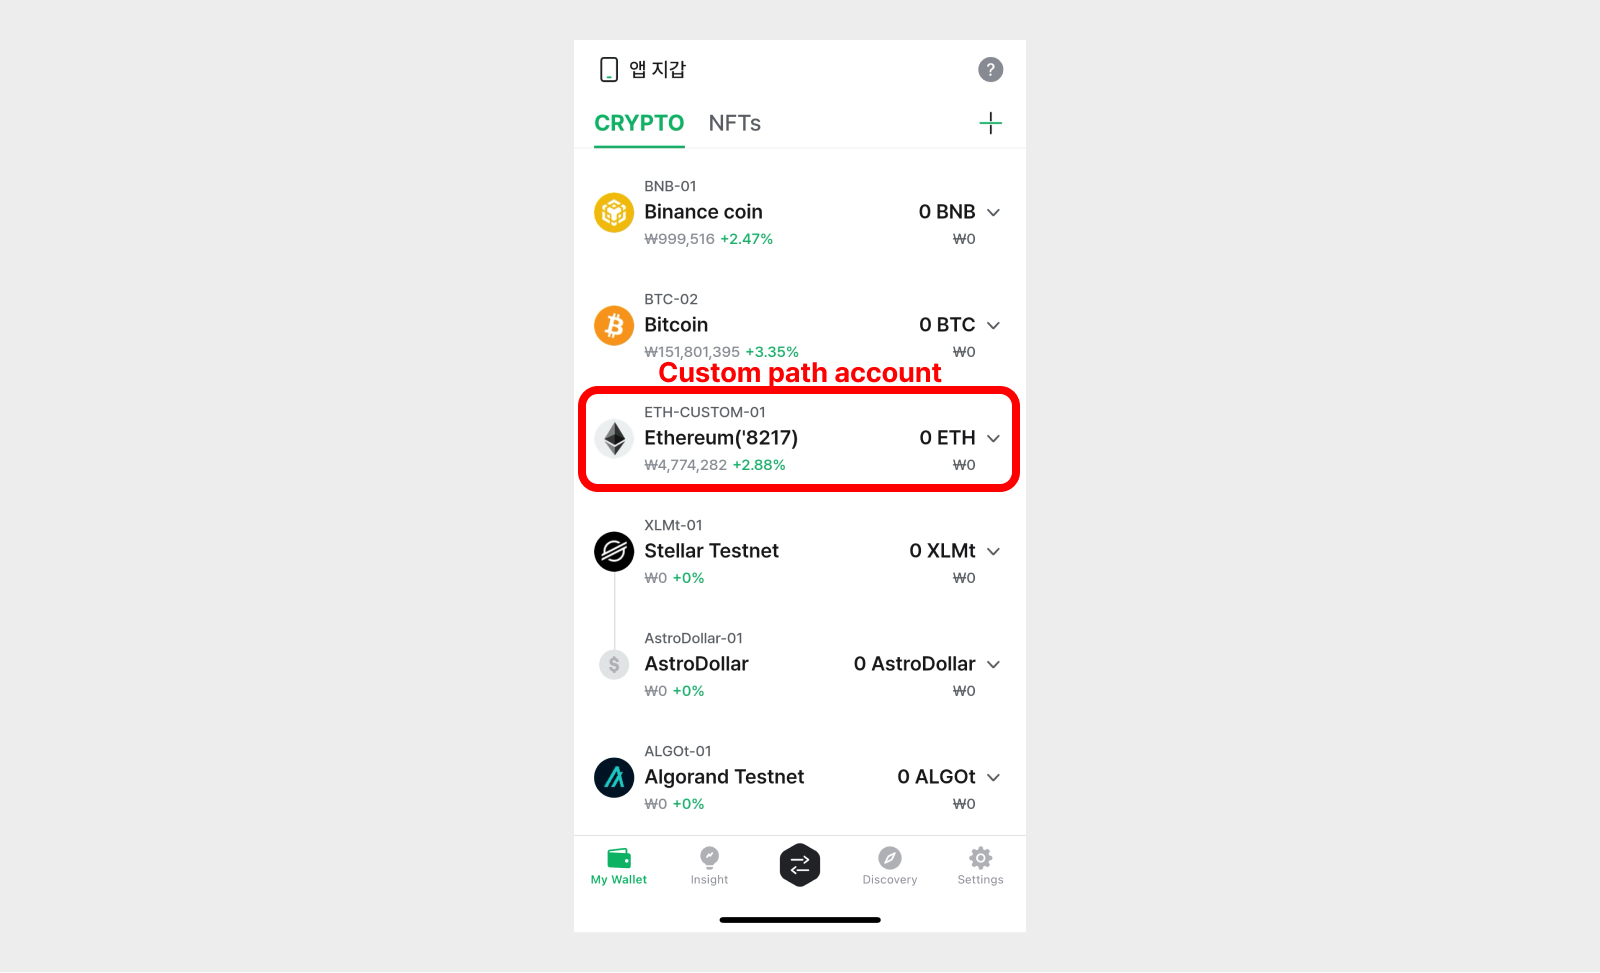 앱 지갑
?
CRYPTO NFTs
BNB-01
Binance coin 0 BNB
₩999,516 +2.47% ₩0
BTC-02
Bitcoin 0 BTC
₩151,801,395 +3.35% ₩0
Custom path account
ETH-CUSTOM-01
Ethereum('8217) 0 ETH
₩4,774,282 +2.88% ₩0
XLMt-01
Stellar Testnet 0 XLMt
₩0 +0% ₩0
AstroDollar-01
$ AstroDollar 0 AstroDollar
₩0 +0% ₩0
ALGOt-01
Algorand Testnet 0 ALGOt
₩0 +0% ₩0
My Wallet Insight Discovery Settings